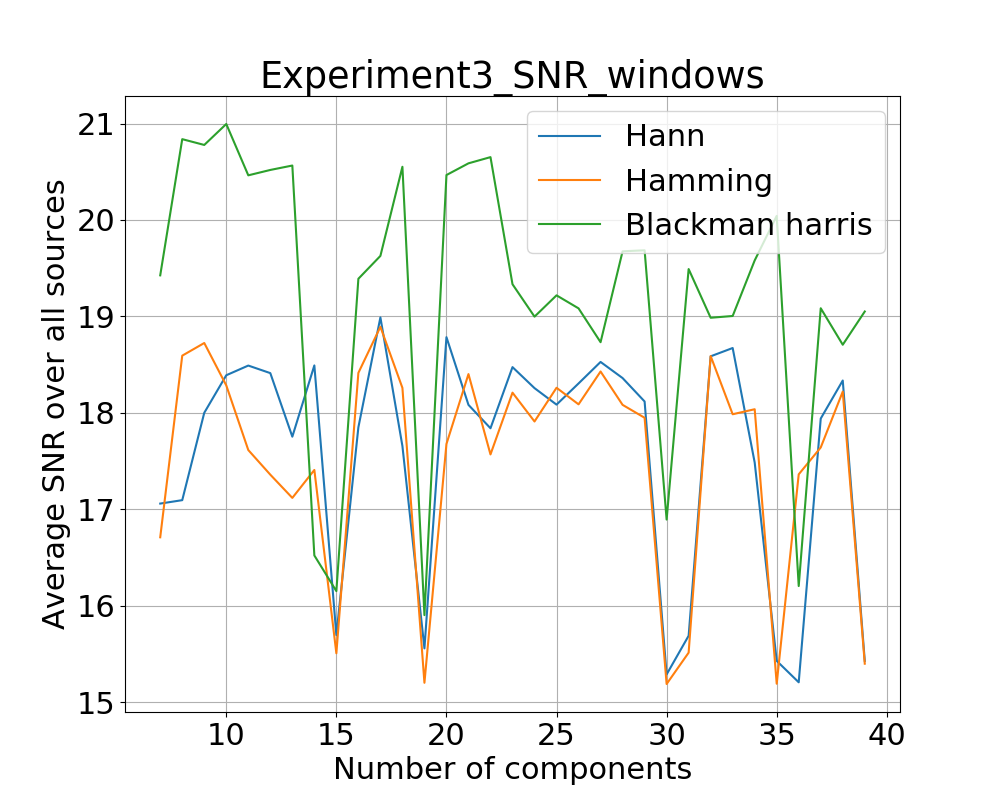 Experiment3_SNR_windows
Hann
Hamming
Blackman harris
Average SNR over all sources
21
20
19
18
17
16
15
10 15 20 25 30 35 40
Number of components